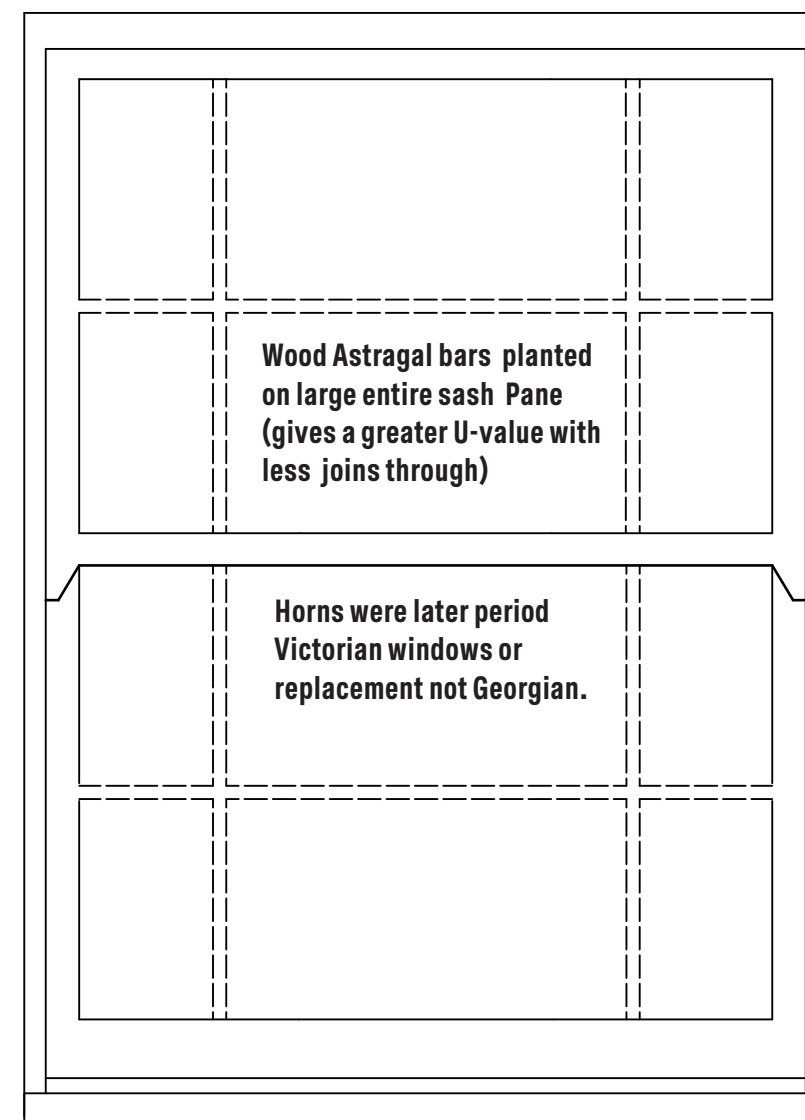 Wood Astragal bars planted
on large entire sash Pane
(gives a greater U-value with
less joins through)
Horns were later period
Victorian windows or
replacement not Georgian.